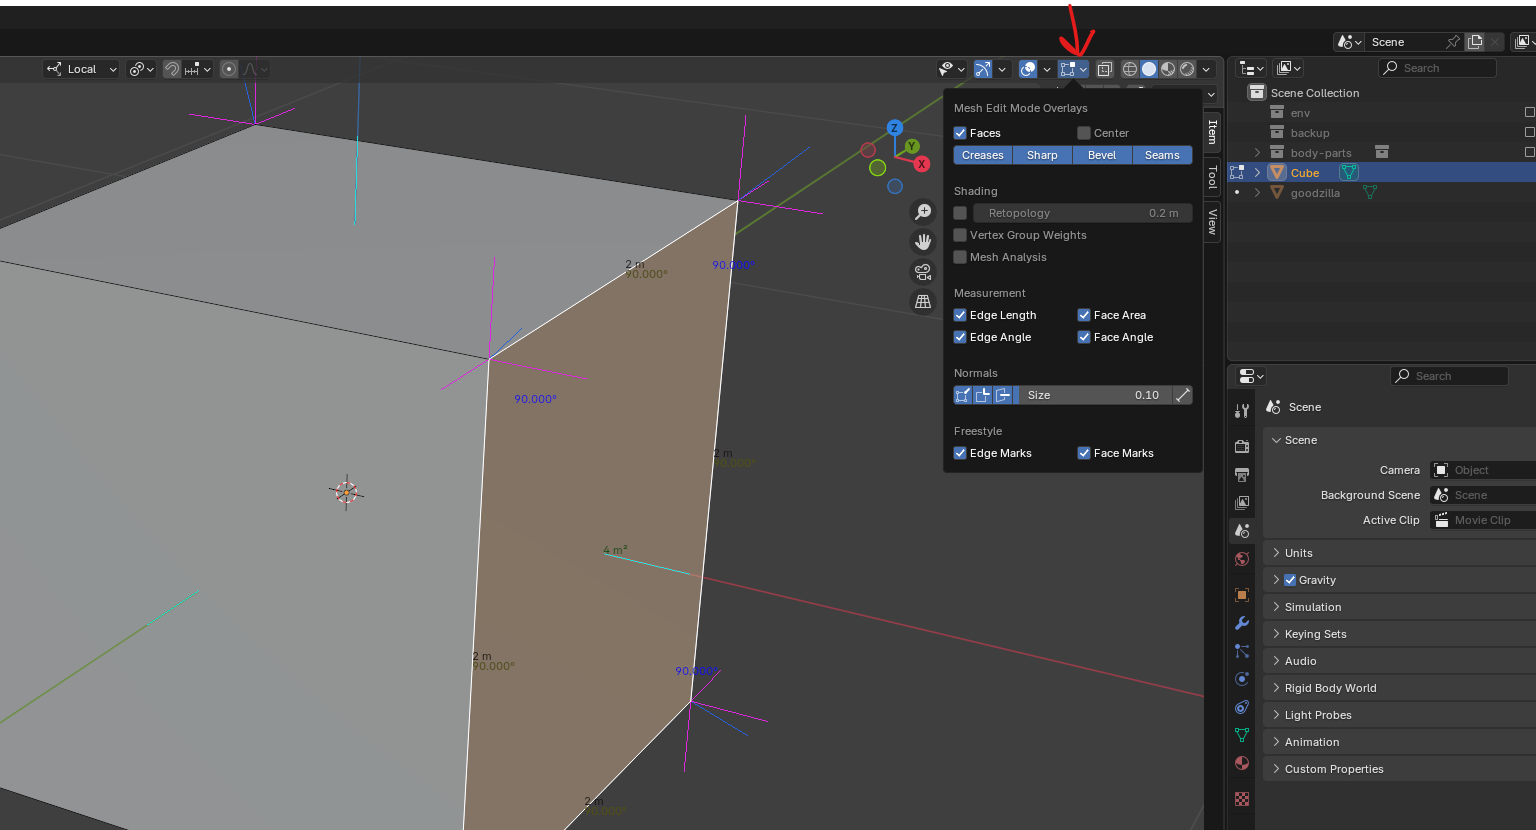 Scene
Local
Search
Mesh Edit Mode Overlays
Faces Center
Creases Sharp Bevel Seams
Shading
Retopology 0.2 m
Vertex Group Weights
Mesh Analysis
Measurement
Edge Length Face Area
Edge Angle Face Angle
Normals
Size 0.10
Freestyle
Edge Marks Face Marks
Z
Y
X
Item
Tool
View
2 m
90.000°
90.000°
90.000°
2 m
90.000°
4 m²
2 m
90.000°
90.000°
2 m
90.000°
Scene Collection
env
backup
body-parts
Cube
goodzilla
Search
Scene
Scene
Camera Object
Background Scene Scene
Active Clip Movie Clip
Units
Gravity
Simulation
Keying Sets
Audio
Rigid Body World
Light Probes
Animation
Custom Properties